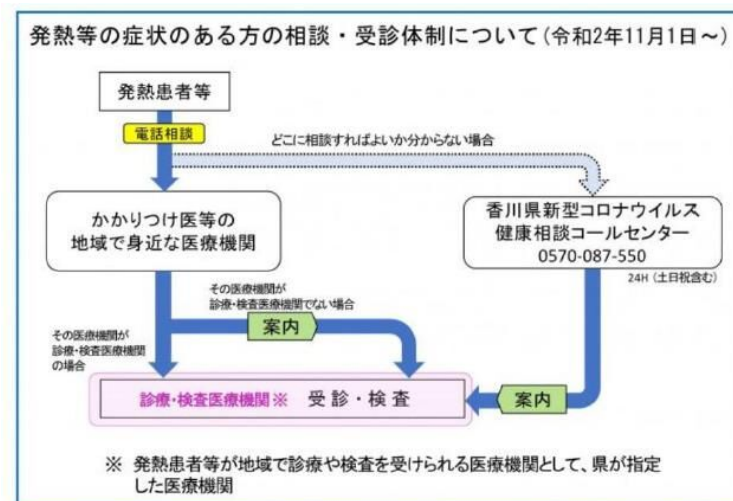 発熱等の症状のある方の相談・受診体制について(令和2年11月1日～)
発熱患者等
電話相談
どこに相談すればよいか分からない場合
かかりつけ医等の
地域で身近な医療機関
香川県新型コロナウイルス
健康相談コールセンター
0570-087-550
24H (土日祝含む)
その医療機関が
診療・検査医療機関でない場合
案内
その医療機関が
診療・検査医療機関
の場合
診療・検査医療機関※ 受診・検査
案内
※ 発熱患者等が地域で診療や検査を受けられる医療機関として、県が指定
した医療機関